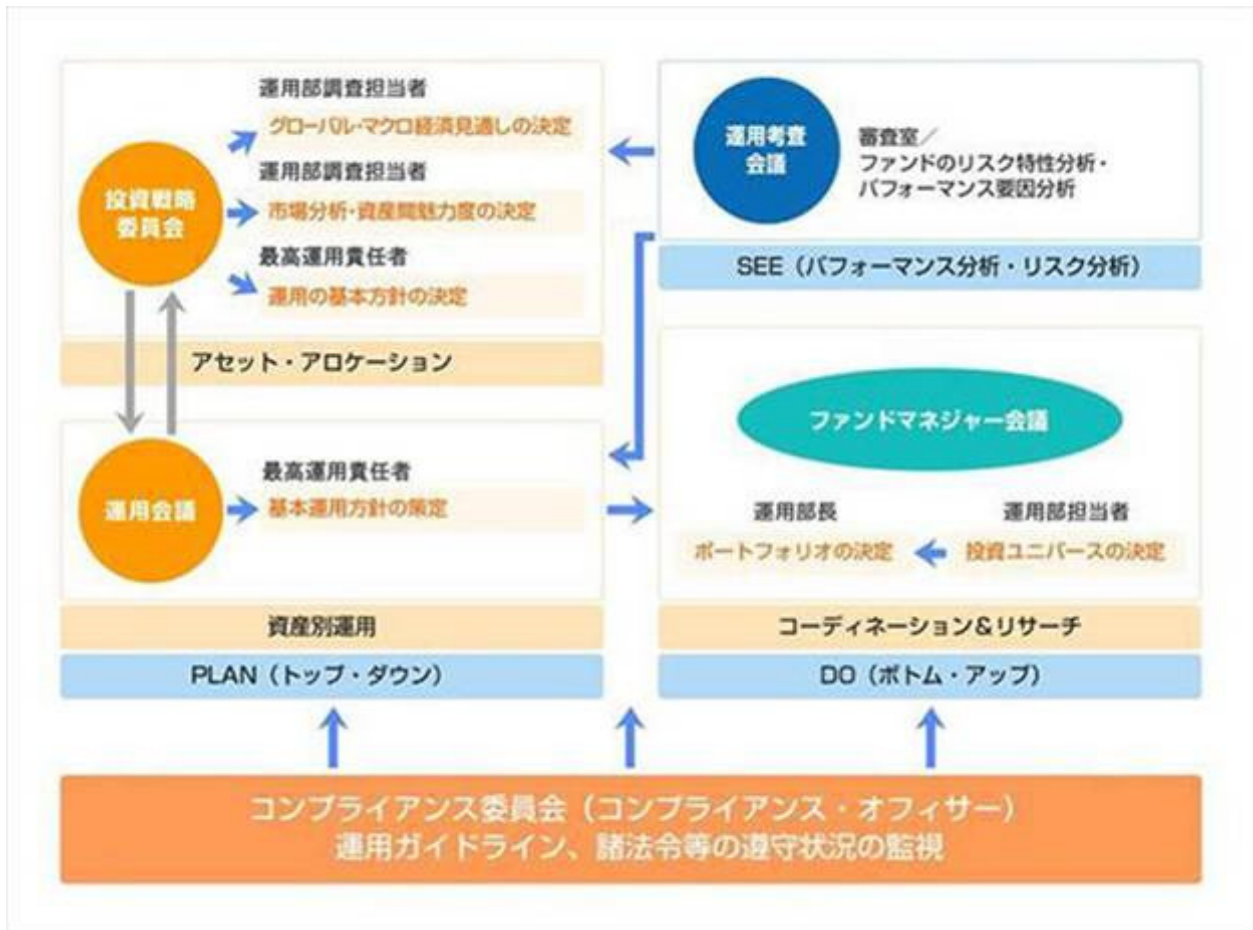 運用部調査担当者
グローバル・マクロ経済見通しの決定
投資戦略
委員会
運用部調査担当者
市場分析・資産間魅力度の決定
最高運用責任者
運用の基本方針の決定
アセット・アロケーション
運用考査
会議
審査室／
ファンドのリスク特性分析・
パフォーマンス要因分析
SEE（パフォーマンス分析・リスク分析）
運用会議
最高運用責任者
基本運用方針の策定
資産別運用
PLAN（トップ・ダウン）
ファンドマネジャー会議
運用部長
ポートフォリオの決定
運用部担当者
投資ユニバースの決定
コーディネーション＆リサーチ
DO（ボトム・アップ）
コンプライアンス委員会（コンプライアンス・オフィサー）
運用ガイドライン、諸法令等の遵守状況の監視